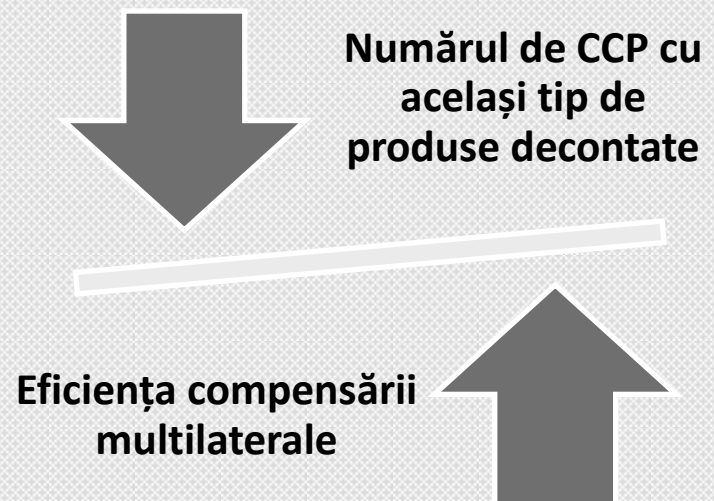 Numărul de CCP cu
același tip de
produse decontate
Eficiența compensării
multilaterale